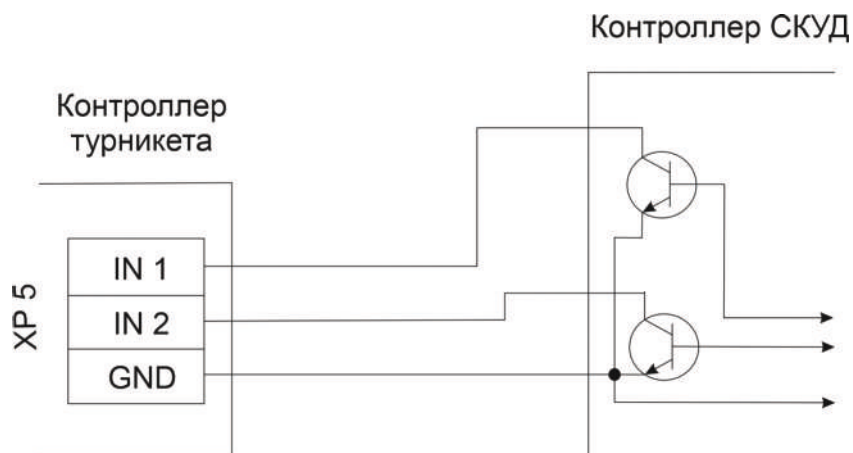 Контроллер СКУД
Контроллер
турникета
XP 5
IN 1
IN 2
GND